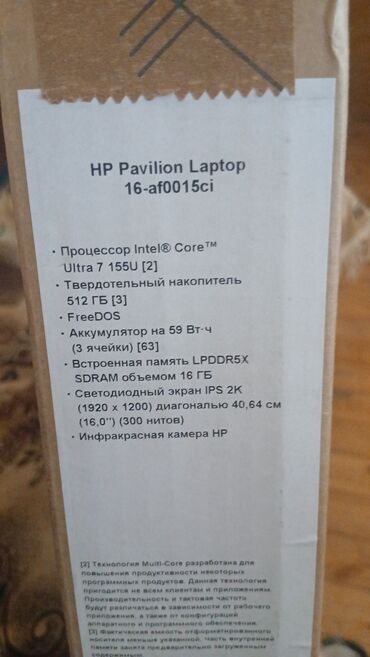 HP Pavilion Laptop
16-af0015ci
· Процессор Intel® Core™
Ultra 7 155U [2]
· Твердотельный накопитель
512 ГБ [3]
· FreeDOS
· Аккумулятор на 59 Вт·ч
(3 ячейки) [63]
· Встроенная память LPDDR5X
SDRAM объемом 16 ГБ
· Светодиодный экран IPS 2K
(1920 x 1200) диагональю 40,64 см
(16,0'') (300 нитов)
· Инфракрасная камера HP
[2] Технология Multi-Core разработана для
повышения продуктивности некоторых
программных продуктов. Данная технология
пригодится не всем клиентам и приложениям.
Производительность и тактовая частота
будут различаться в зависимости от рабочего
приложения, а также от конфигураций
аппаратного и программного обеспечения.
[3] Фактическая емкость отформатированного
носителя меньше указанной. Часть внутренней
памяти занята предварительно загруженным
содержимым.